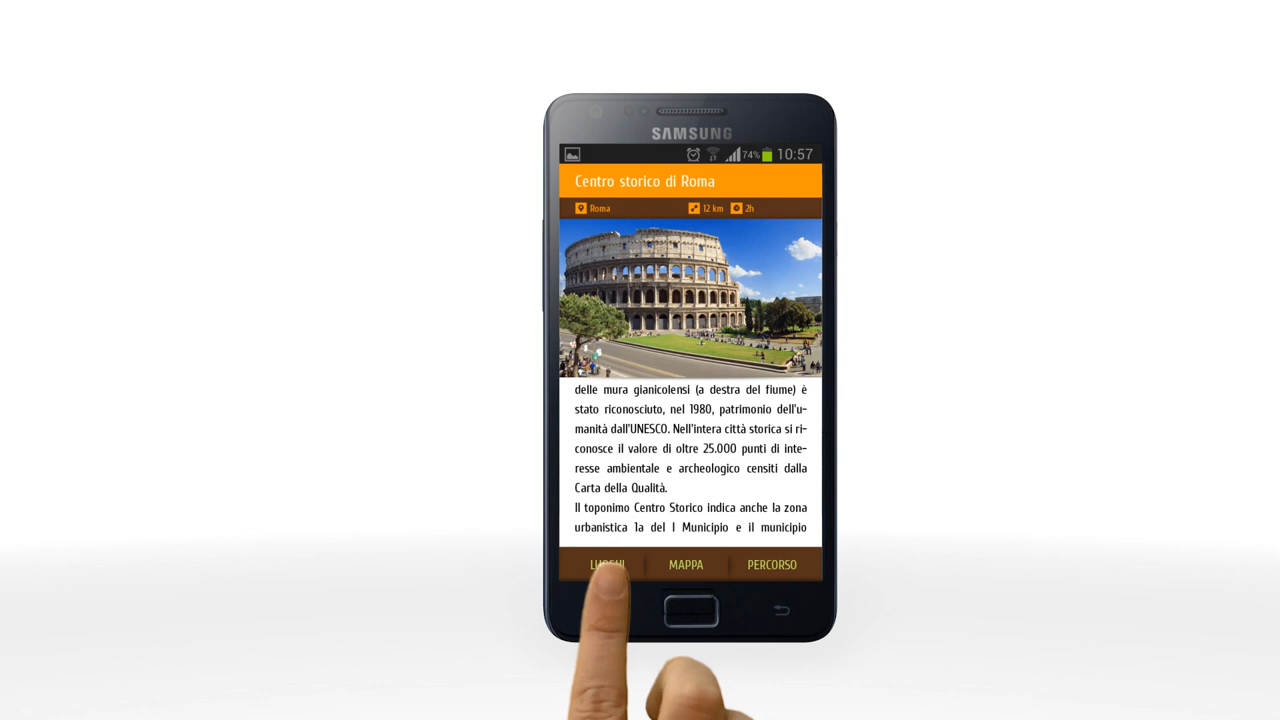 SAMSUNG
74% 10:57
Centro storico di Roma
Roma 12 km 2h
delle mura gianicolensi (a destra del fiume) è
stato riconosciuto, nel 1980, patrimonio dell'u-
manità dall'UNESCO. Nell'intera città storica si ri-
conosce il valore di oltre 25.000 punti di inte-
resse ambientale e archeologico censiti dalla
Carta della Qualità.
Il toponimo Centro Storico indica anche la zona
urbanistica 1a del I Municipio e il municipio
LUOGHI MAPPA PERCORSO